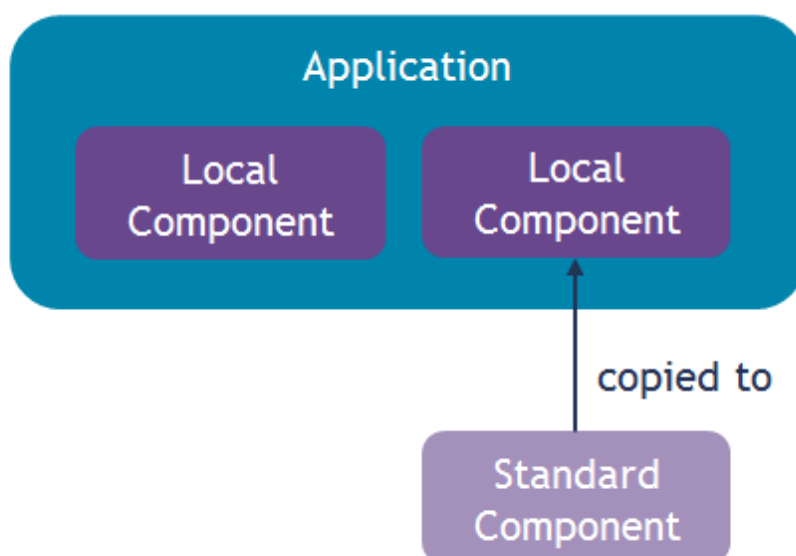 Application
Local
Component
Local
Component
copied to
Standard
Component